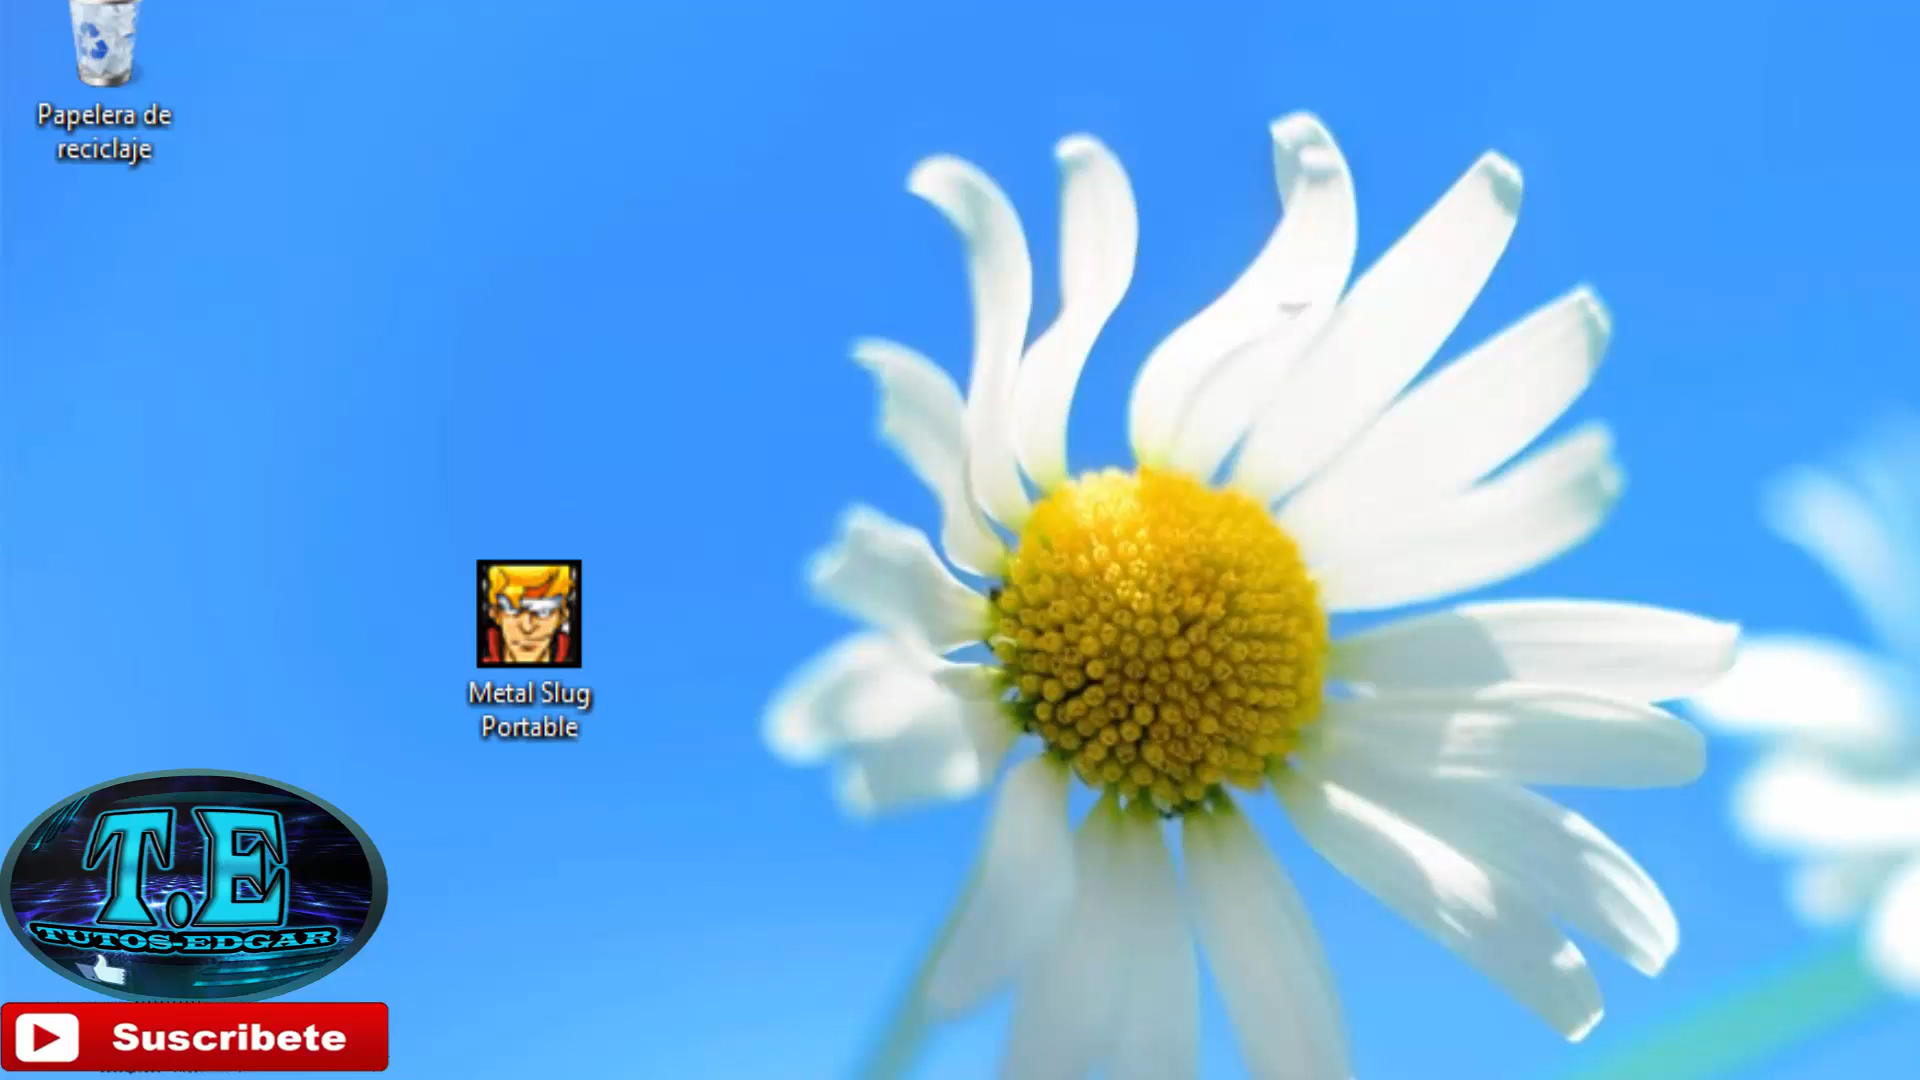 Papelera de
reciclaje
Metal Slug
Portable
T.E
TUTOS-EDGAR
Suscribete